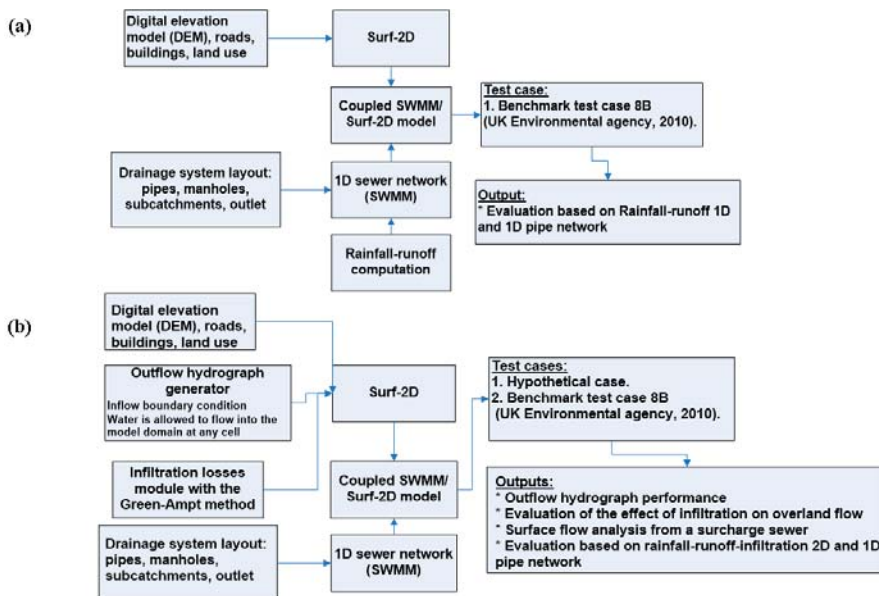 (a)
Digital elevation
model (DEM), roads,
buildings, land use
Surf-2D
Coupled SWMM/
Surf-2D model
Test case:
1. Benchmark test case 8B
(UK Environmental agency, 2010).
Drainage system layout:
pipes, manholes,
subcatchments, outlet
1D sewer network
(SWMM)
Output:
* Evaluation based on Rainfall-runoff 1D
and 1D pipe network
Rainfall-runoff
computation
(b)
Digital elevation
model (DEM), roads,
buildings, land use
Outflow hydrograph
generator
Inflow boundary condition
Water is allowed to flow into the
model domain at any cell
Surf-2D
Test cases:
1. Hypothetical case.
2. Benchmark test case 8B
(UK Environmental agency, 2010).
Infiltration losses
module with the
Green-Ampt method
Coupled SWMM/
Surf-2D model
Outputs:
* Outflow hydrograph performance
* Evaluation of the effect of infiltration on overland flow
* Surface flow analysis from a surcharge sewer
* Evaluation based on rainfall-runoff-infiltration 2D and 1D
pipe network
Drainage system layout:
pipes, manholes,
subcatchments, outlet
1D sewer network
(SWMM)